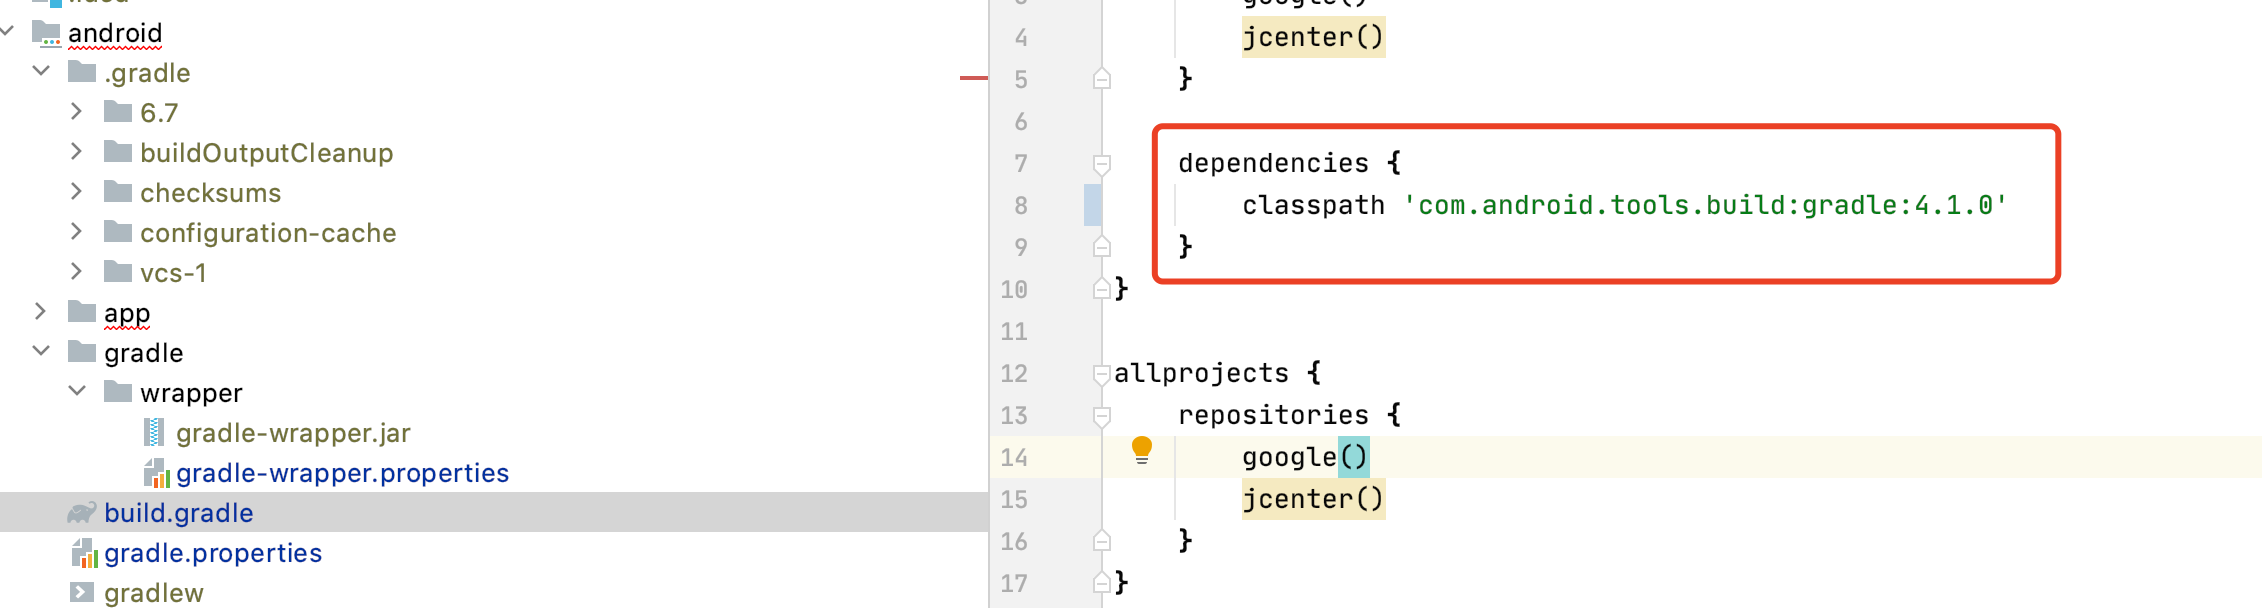 android
.gradle
6.7
buildOutputCleanup
checksums
configuration-cache
vcs-1
app
gradle
wrapper
gradle-wrapper.jar
gradle-wrapper.properties
build.gradle
gradle.properties
gradlew
google()
4 jcenter()
5 }
6
7 dependencies {
8 classpath 'com.android.tools.build:gradle:4.1.0'
9 }
10 }
11
12 allprojects {
13 repositories {
14 google()
15 jcenter()
16 }
17 }